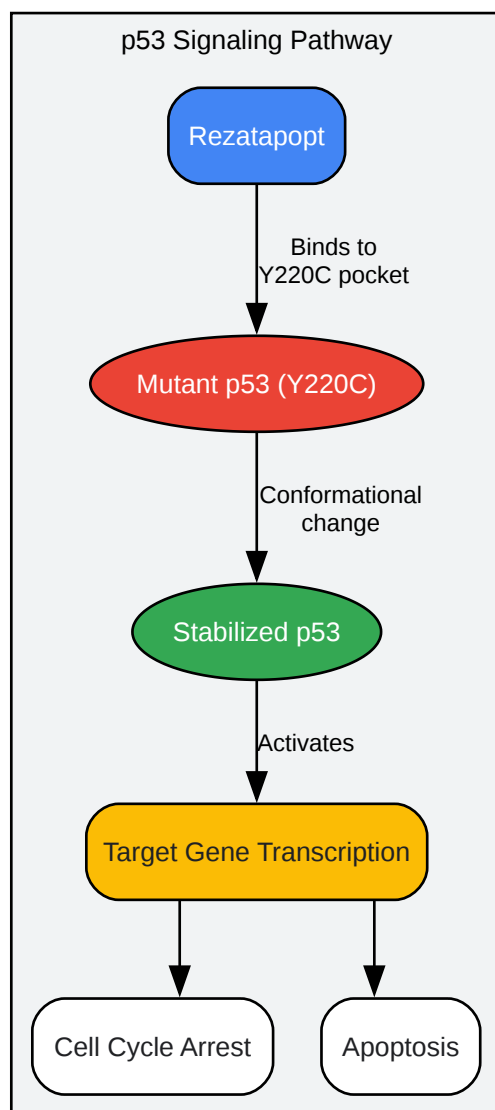 p53 Signaling Pathway
Rezatapopt
Binds to
Y220C pocket
Mutant p53 (Y220C)
Conformational
change
Stabilized p53
Activates
Target Gene Transcription
Cell Cycle Arrest
Apoptosis